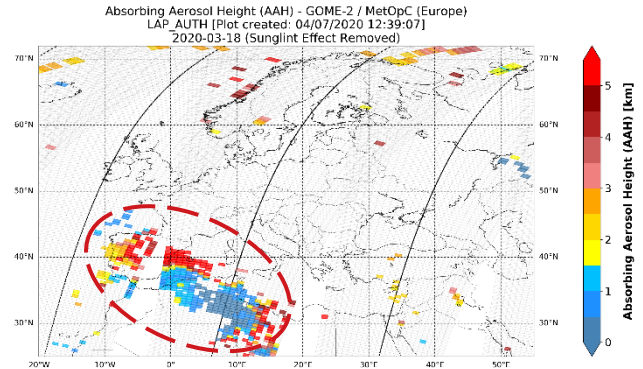 Absorbing Aerosol Height (AAH) - GOME-2 / MetOpC (Europe)
LAP_AUTH [Plot created: 04/07/2020 12:39:07]
2020-03-18 (Sunglint Effect Removed)
70°N 70°N
60°N 60°N
50°N 50°N
40°N 40°N
30°N 30°N
20°W 10°W 0° 10°E 20°E 30°E 40°E 50°E
5
4
3
2
1
0
Absorbing Aerosol Height (AAH) [km]